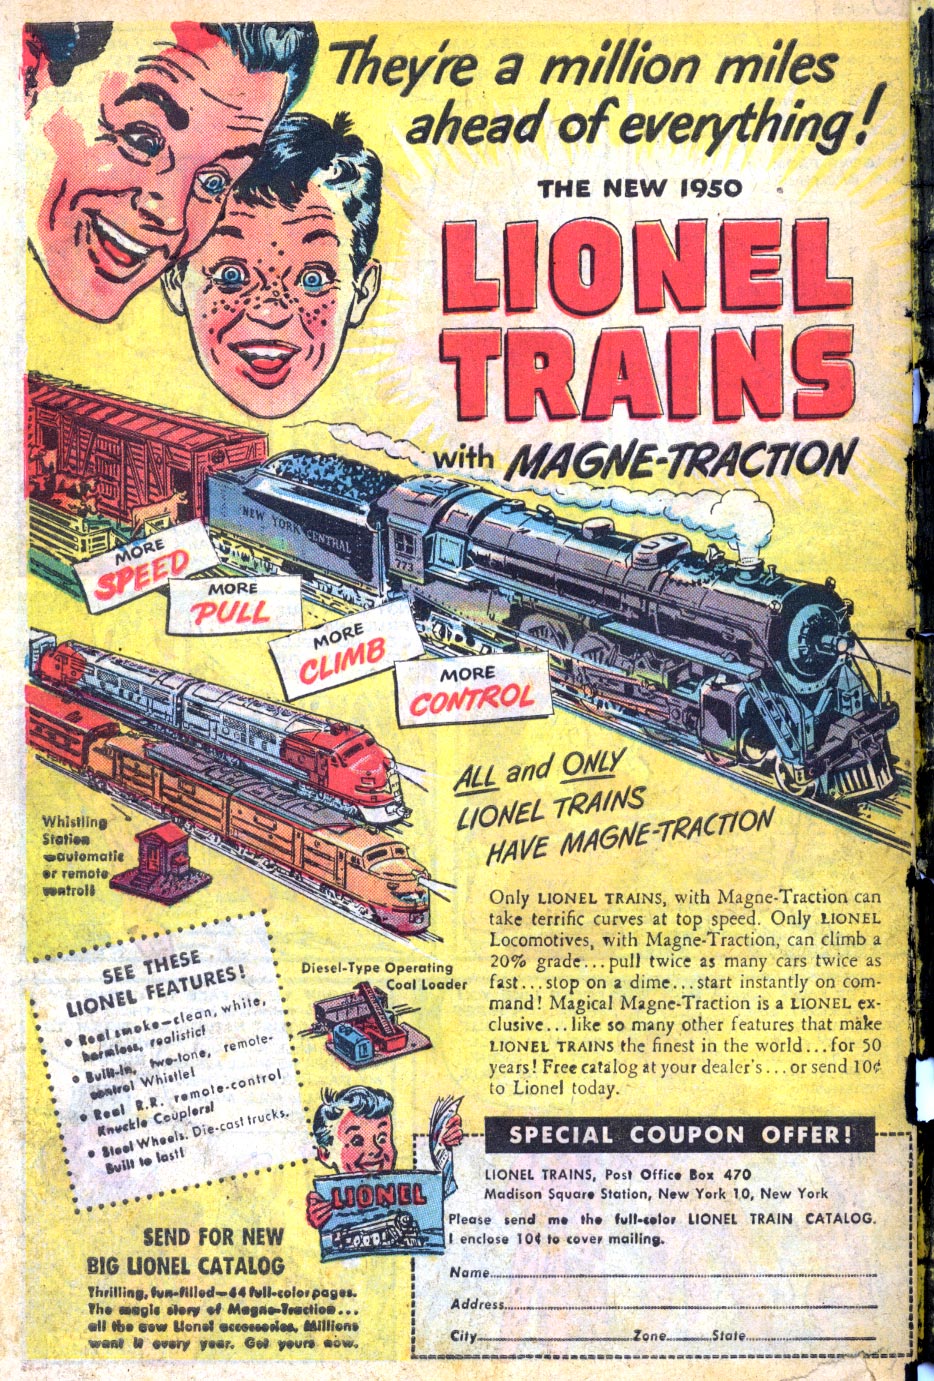 They're a million miles
ahead of everything!
THE NEW 1950
LIONEL
TRAINS
with MAGNE-TRACTION
NEW YORK CENTRAL
773
MORE
SPEED
MORE
PULL
MORE
CLIMB
MORE
CONTROL
ALL and ONLY
LIONEL TRAINS
HAVE MAGNE-TRACTION
Whistling
Station
—automatic
or remote
control!
Only LIONEL TRAINS, with Magne-Traction can
take terrific curves at top speed. Only LIONEL
Locomotives, with Magne-Traction, can climb a
20% grade...pull twice as many cars twice as
fast...stop on a dime...start instantly on com-
mand! Magical Magne-Traction is a LIONEL ex-
clusive...like so many other features that make
LIONEL TRAINS the finest in the world...for 50
years! Free catalog at your dealer's...or send 10¢
to Lionel today.
SEE THESE
LIONEL FEATURES!
• Real smoke—clean, white,
harmless, realistic!
• Built-in, two-tone, remote-
control Whistle!
• Real R.R. remote-control
Knuckle Couplers!
• Steel Wheels. Die-cast trucks.
Built to last!
Diesel-Type Operating
Coal Loader
LIONEL
SEND FOR NEW
BIG LIONEL CATALOG
Thrilling, fun-filled—44 full-color pages.
The magic story of Magne-Traction...
all the new Lionel accessories. Millions
want it every year. Get yours now.
SPECIAL COUPON OFFER!
LIONEL TRAINS, Post Office Box 470
Madison Square Station, New York 10, New York
Please send me the full-color LIONEL TRAIN CATALOG.
I enclose 10¢ to cover mailing.
Name
Address
City Zone State